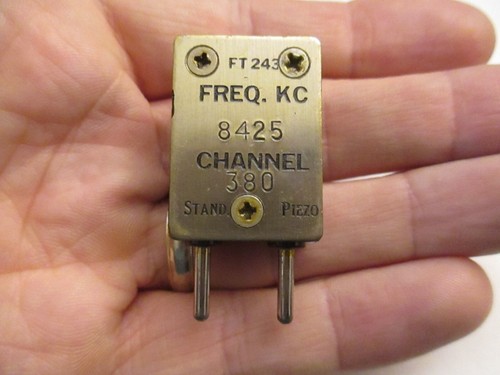 FT 243
FREQ. KC
8425
CHANNEL
380
STAND. PIEZO